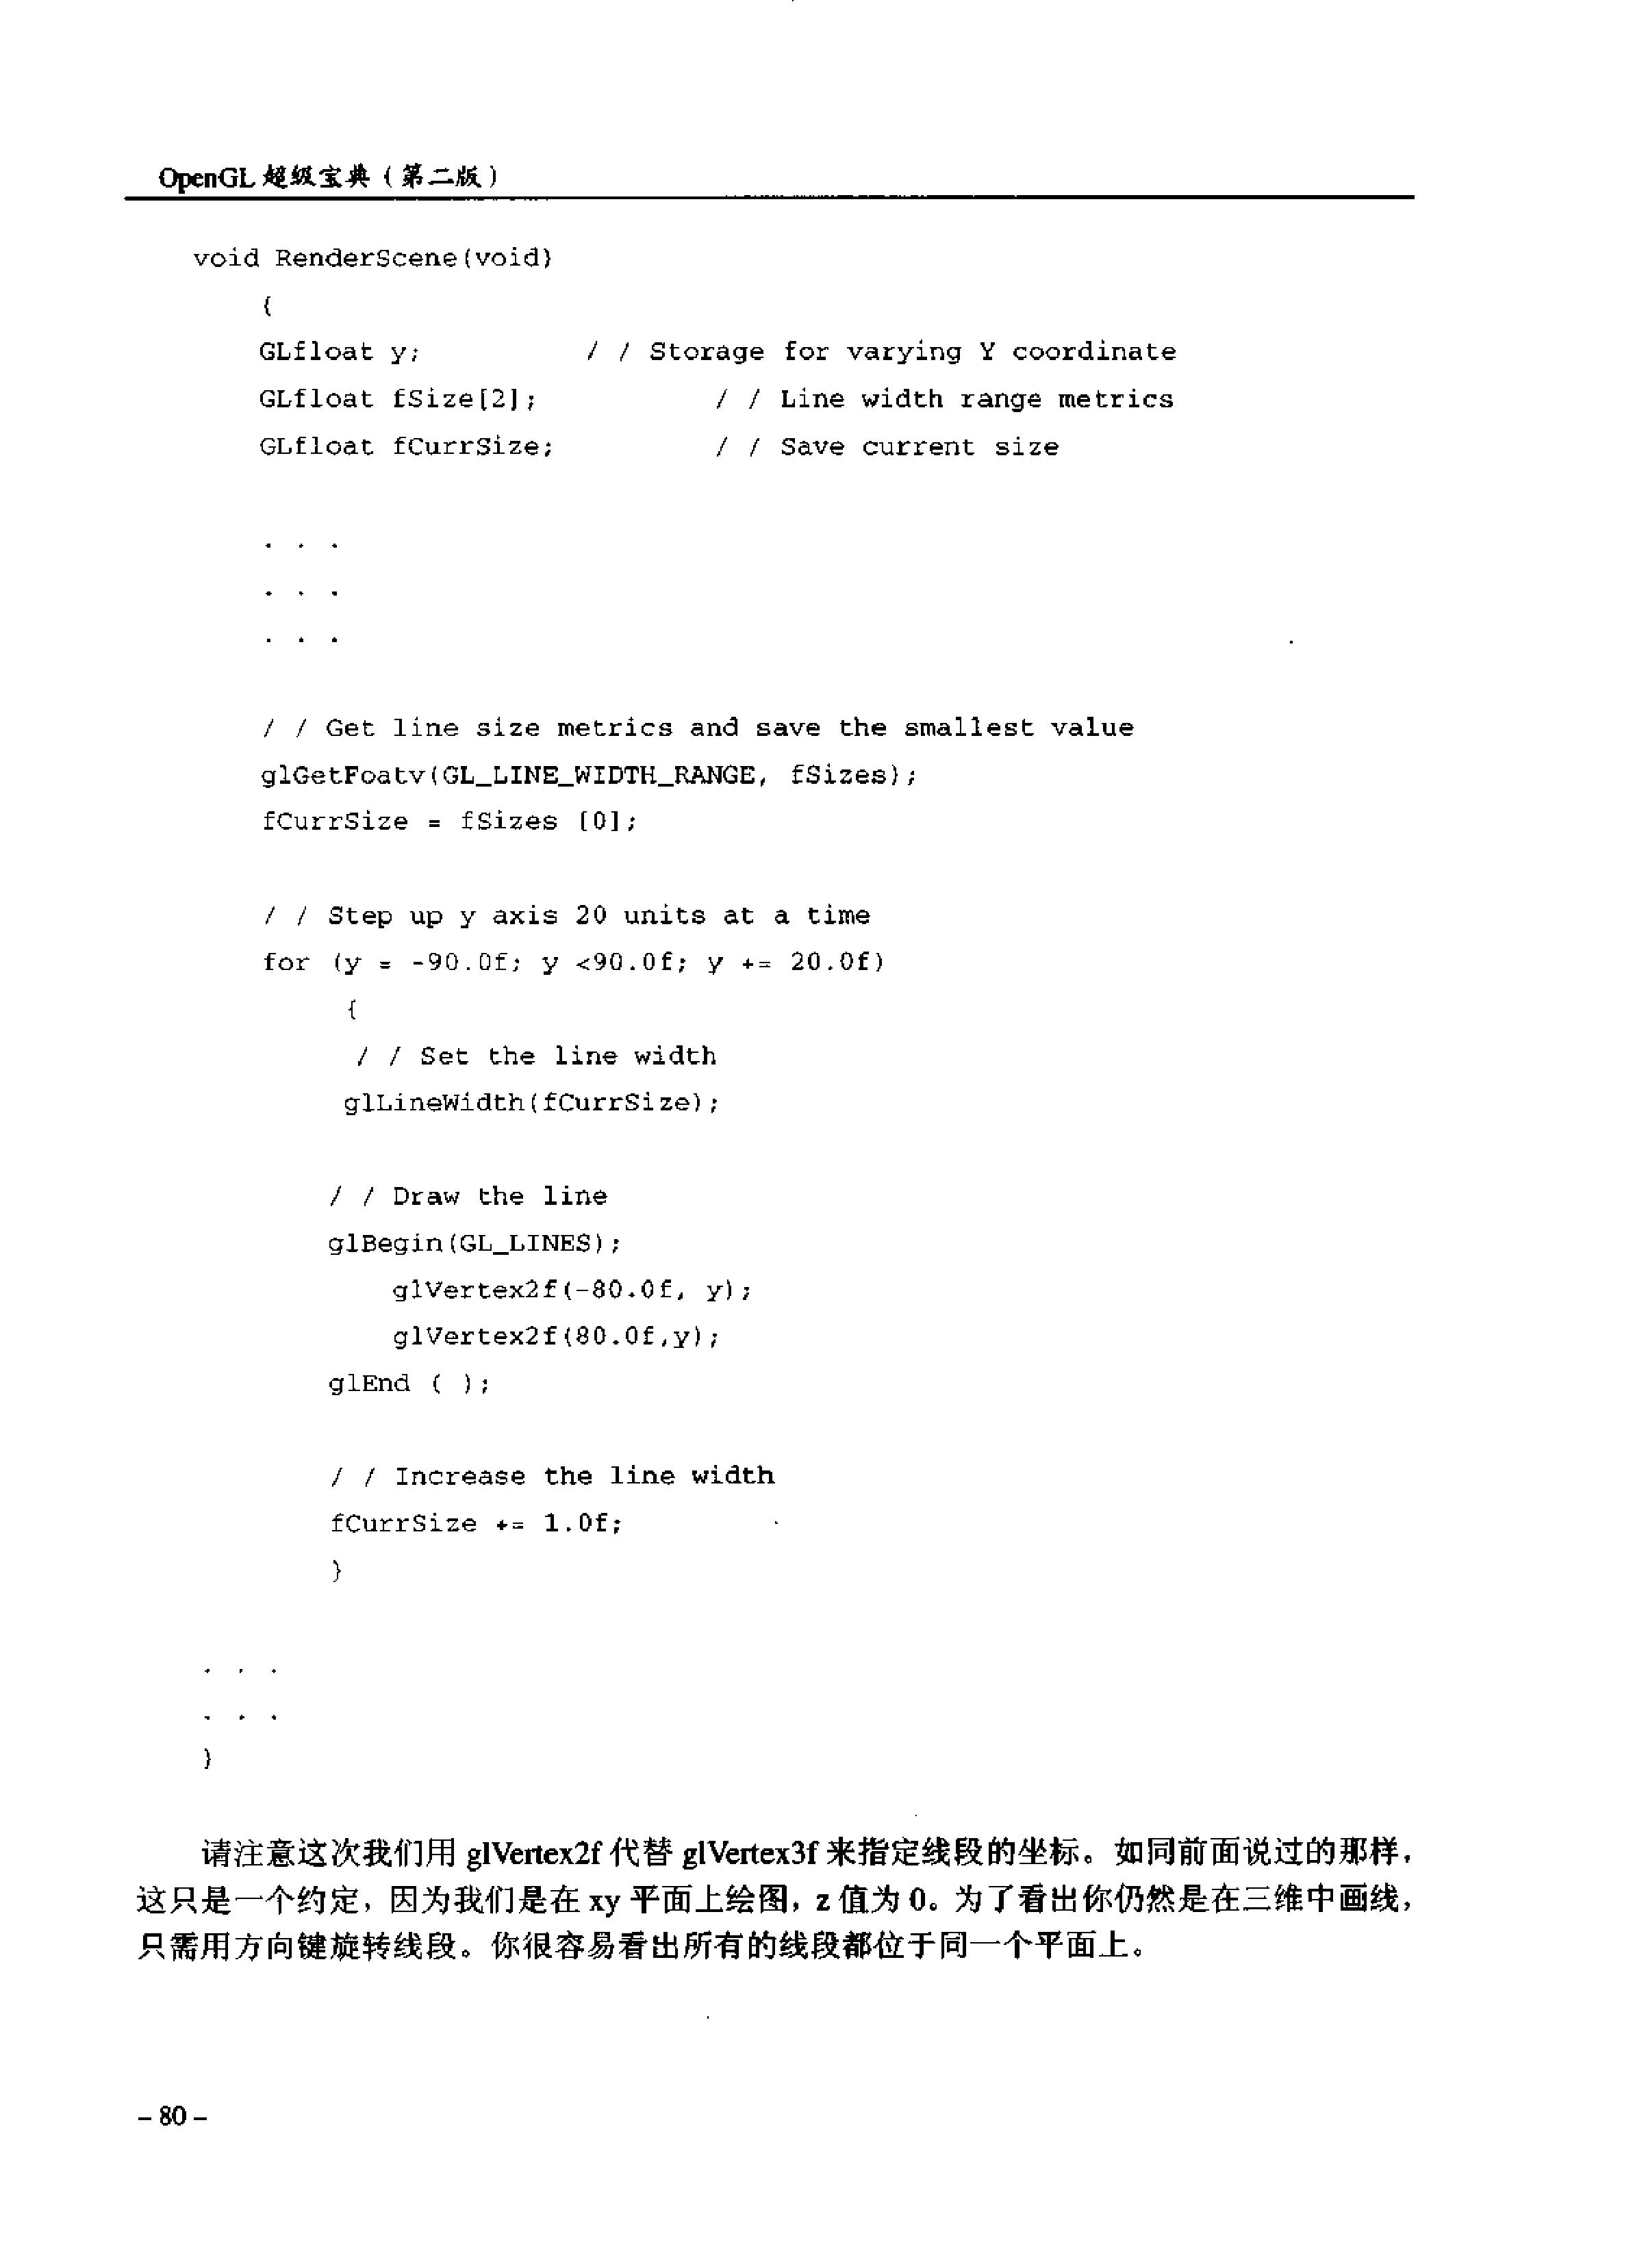 OpenGL 超级宝典（第二版）
void RenderScene(void)
{
GLfloat y; / / Storage for varying Y coordinate
GLfloat fSize[2]; / / Line width range metrics
GLfloat fCurrSize; / / Save current size
. . .
. . .
. . .
/ / Get line size metrics and save the smallest value
glGetFoatv(GL_LINE_WIDTH_RANGE, fSizes);
fCurrSize = fSizes [0];
/ / Step up y axis 20 units at a time
for (y = -90.0f; y <90.0f; y += 20.0f)
{
/ / Set the line width
glLineWidth(fCurrSize);
/ / Draw the line
glBegin(GL_LINES);
glVertex2f(-80.0f, y);
glVertex2f(80.0f,y);
glEnd ( );
/ / Increase the line width
fCurrSize += 1.0f;
}
. . .
. . .
}
请注意这次我们用 glVertex2f 代替 glVertex3f 来指定线段的坐标。如同前面说过的那样，
这只是一个约定，因为我们是在 xy 平面上绘图，z 值为 0。为了看出你仍然是在三维中画线，
只需用方向键旋转线段。你很容易看出所有的线段都位于同一个平面上。
– 80 –